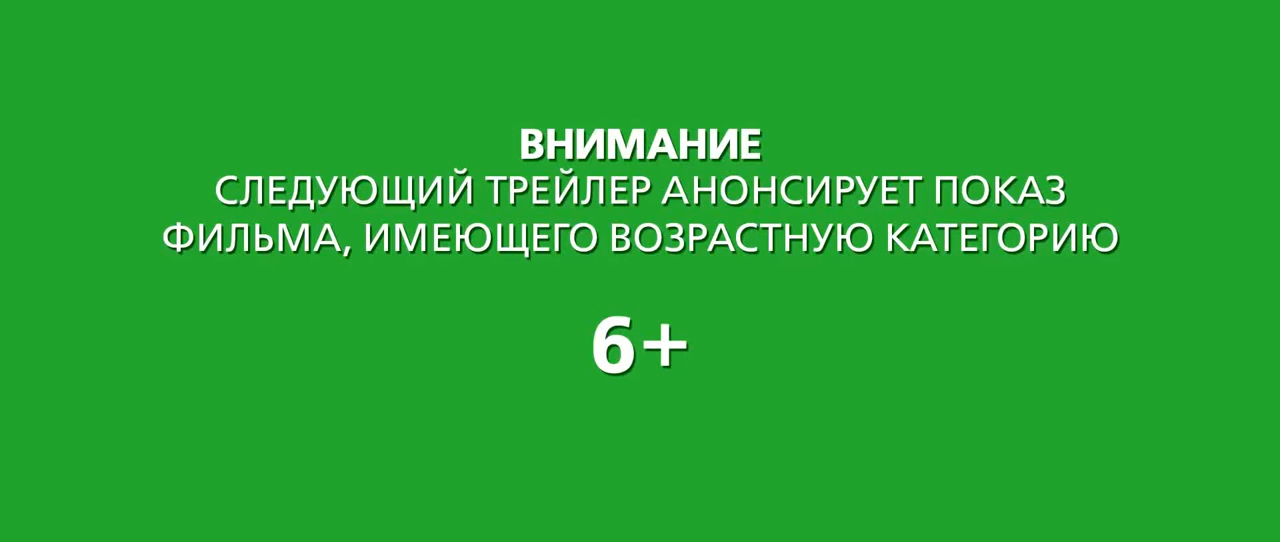 ВНИМАНИЕ
СЛЕДУЮЩИЙ ТРЕЙЛЕР АНОНСИРУЕТ ПОКАЗ
ФИЛЬМА, ИМЕЮЩЕГО ВОЗРАСТНУЮ КАТЕГОРИЮ
6+